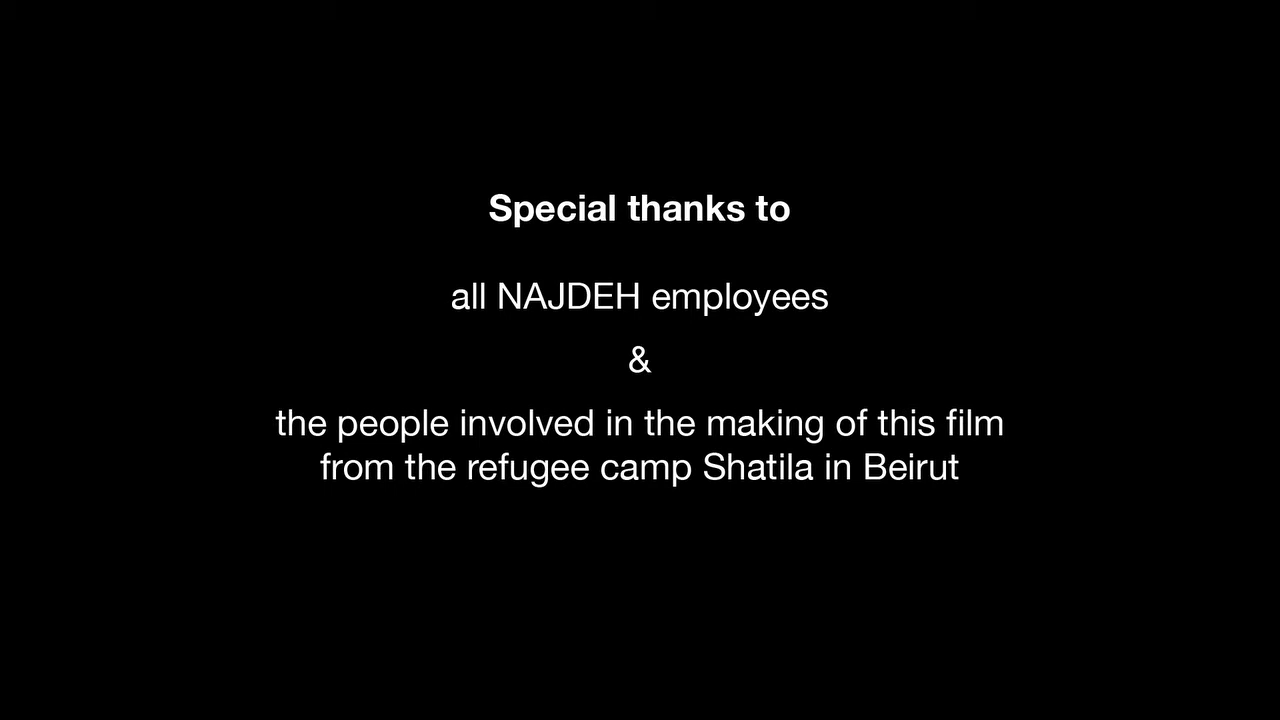 Special thanks to
all NAJDEH employees
&
the people involved in the making of this film
from the refugee camp Shatila in Beirut